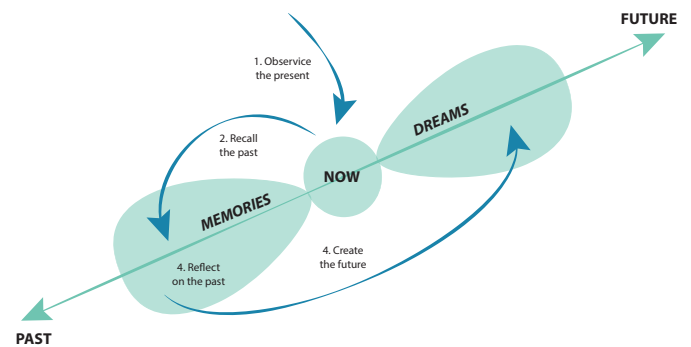 FUTURE
1. Observice
the present
DREAMS
2. Recall
the past
NOW
MEMORIES
4. Reflect
on the past
4. Create
the future
PAST